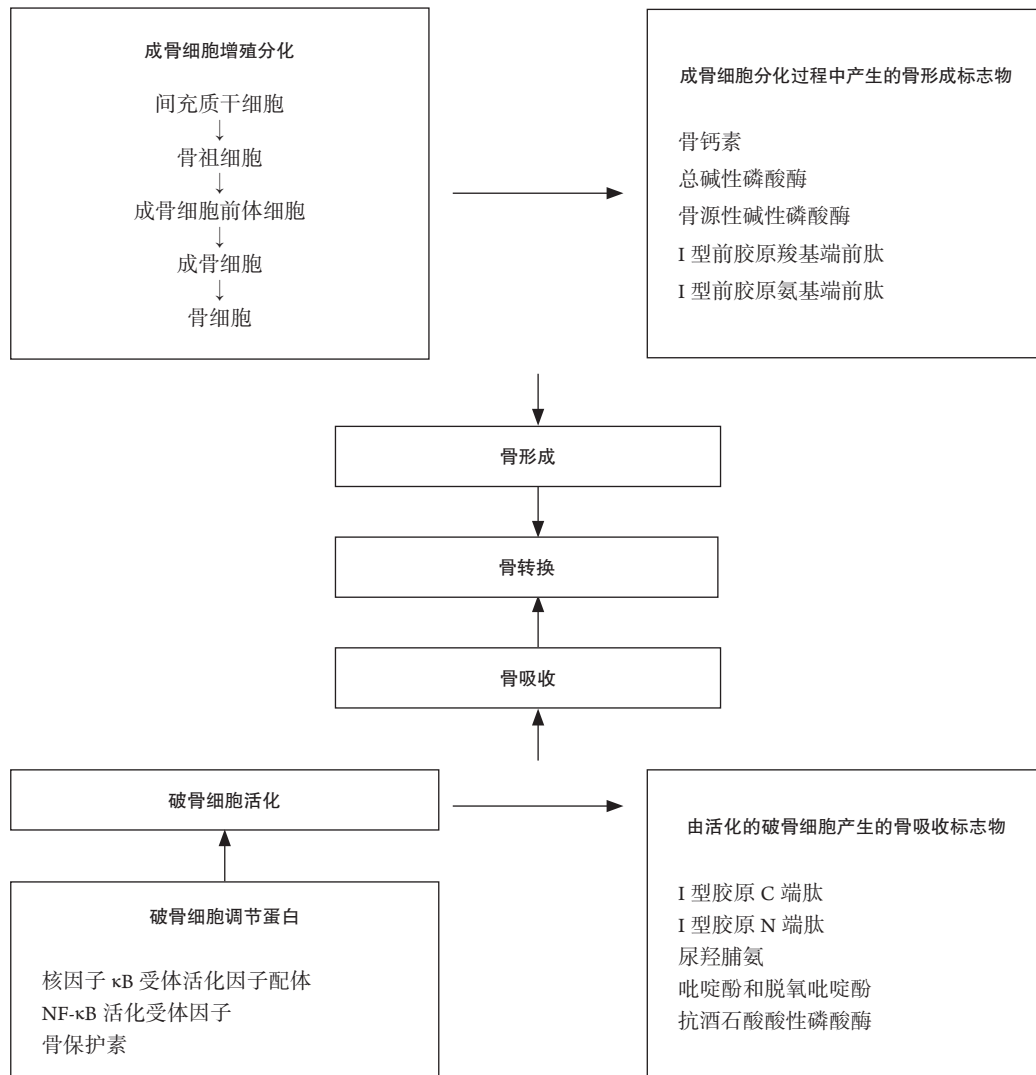 成骨细胞增殖分化
间充质干细胞
↓
骨祖细胞
↓
成骨细胞前体细胞
↓
成骨细胞
↓
骨细胞
成骨细胞分化过程中产生的骨形成标志物
骨钙素
总碱性磷酸酶
骨源性碱性磷酸酶
I 型前胶原羧基端前肽
I 型前胶原氨基端前肽
骨形成
骨转换
骨吸收
破骨细胞活化
破骨细胞调节蛋白
核因子 κB 受体活化因子配体
NF-κB 活化受体因子
骨保护素
由活化的破骨细胞产生的骨吸收标志物
I 型胶原 C 端肽
I 型胶原 N 端肽
尿羟脯氨
吡啶酚和脱氧吡啶酚
抗酒石酸酸性磷酸酶